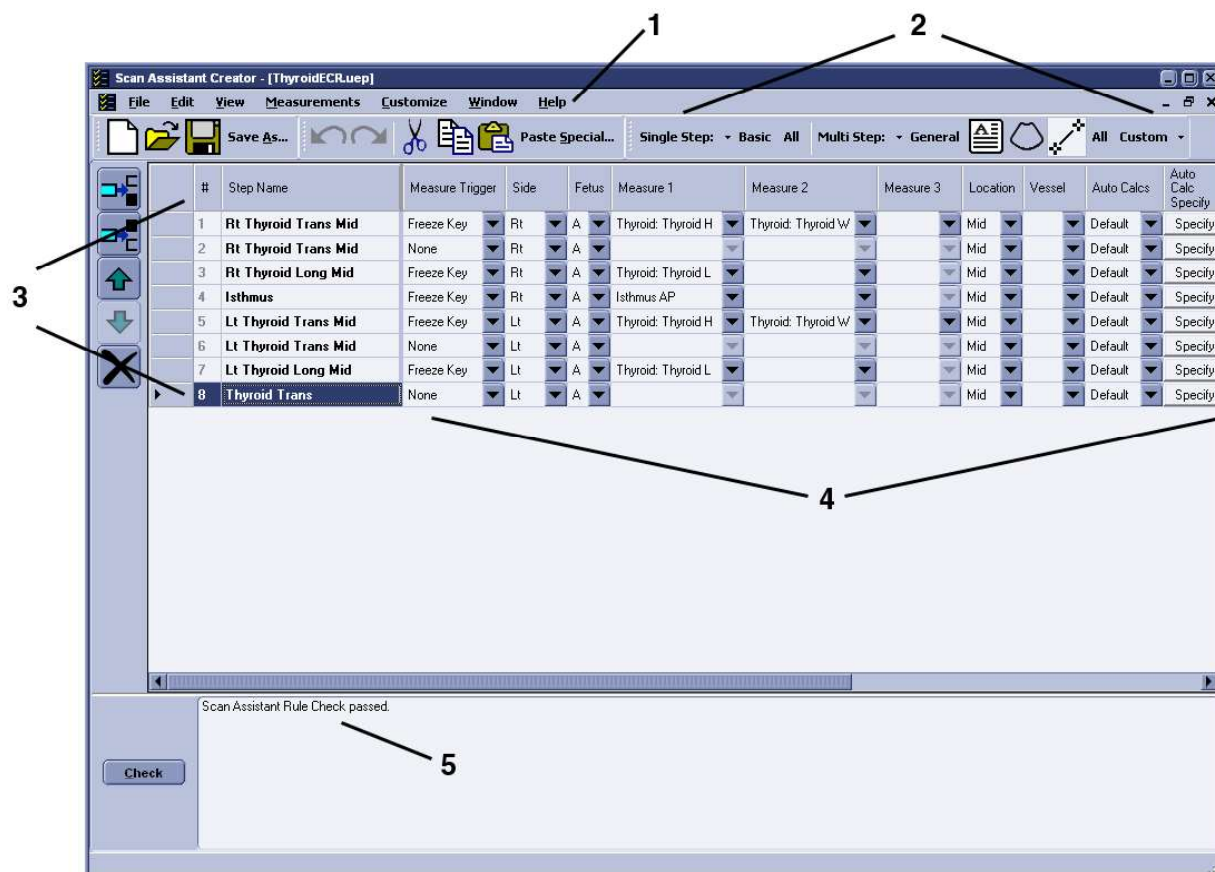 1
2
Scan Assistant Creator - [ThyroidECR.uep]
File Edit View Measurements Customize Window Help
Save As... Paste Special... Single Step: Basic All Multi Step: General All Custom
# Step Name Measure Trigger Side Fetus Measure 1 Measure 2 Measure 3 Location Vessel Auto Calcs Auto Calc Specify
1 Rt Thyroid Trans Mid Freeze Key Rt A Thyroid: Thyroid H Thyroid: Thyroid W Mid Default Specify
2 Rt Thyroid Trans Mid None Rt A Mid Default Specify
3 Rt Thyroid Long Mid Freeze Key Rt A Thyroid: Thyroid L Mid Default Specify
4 Isthmus Freeze Key Rt A Isthmus AP Mid Default Specify
5 Lt Thyroid Trans Mid Freeze Key Lt A Thyroid: Thyroid H Thyroid: Thyroid W Mid Default Specify
6 Lt Thyroid Trans Mid None Lt A Mid Default Specify
7 Lt Thyroid Long Mid Freeze Key Lt A Thyroid: Thyroid L Mid Default Specify
8 Thyroid Trans None Lt A Mid Default Specify
3
4
Scan Assistant Rule Check passed.
5
Check